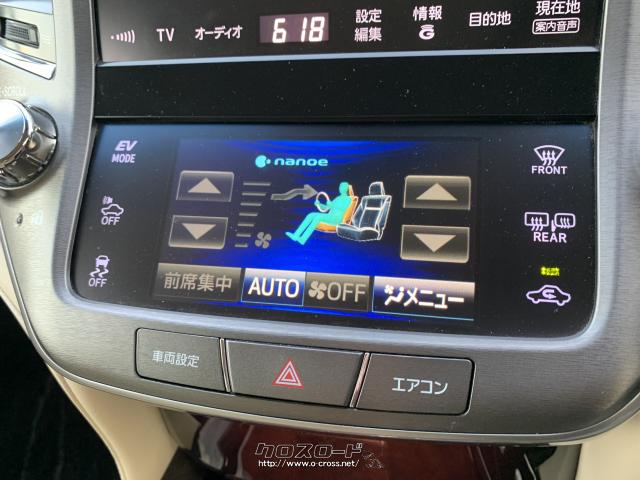 TV
オーディオ
618
設定
編集
情報
G
目的地
現在地
案内音声
E-SCROLL
EV
MODE
nanoe
FRONT
REAR
OFF
OFF
前席集中
AUTO
OFF
メニュー
車両設定
エアコン
クロスロード
http://www.o-cross.net/